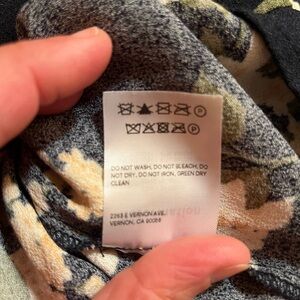 DO NOT WASH, DO NOT BLEACH, DO
NOT DRY, DO NOT IRON, GREEN DRY
CLEAN
2263 E VERNON AVE.
VERNON, CA 90058